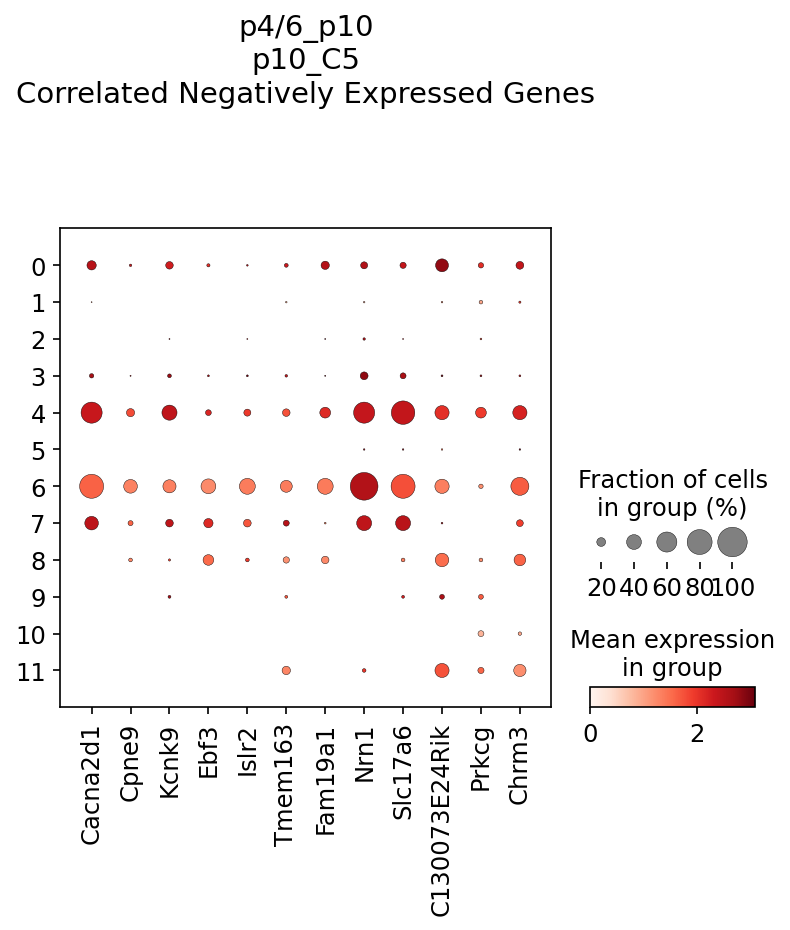 p4/6_p10
p10_C5
Correlated Negatively Expressed Genes
0
1
2
3
4
5
6
7
8
9
10
11
Cacna2d1
Cpne9
Kcnk9
Ebf3
Islr2
Tmem163
Fam19a1
Nrn1
Slc17a6
C130073E24Rik
Prkcg
Chrm3
Fraction of cells
in group (%)
20 40 60 80 100
Mean expression
in group
0 2